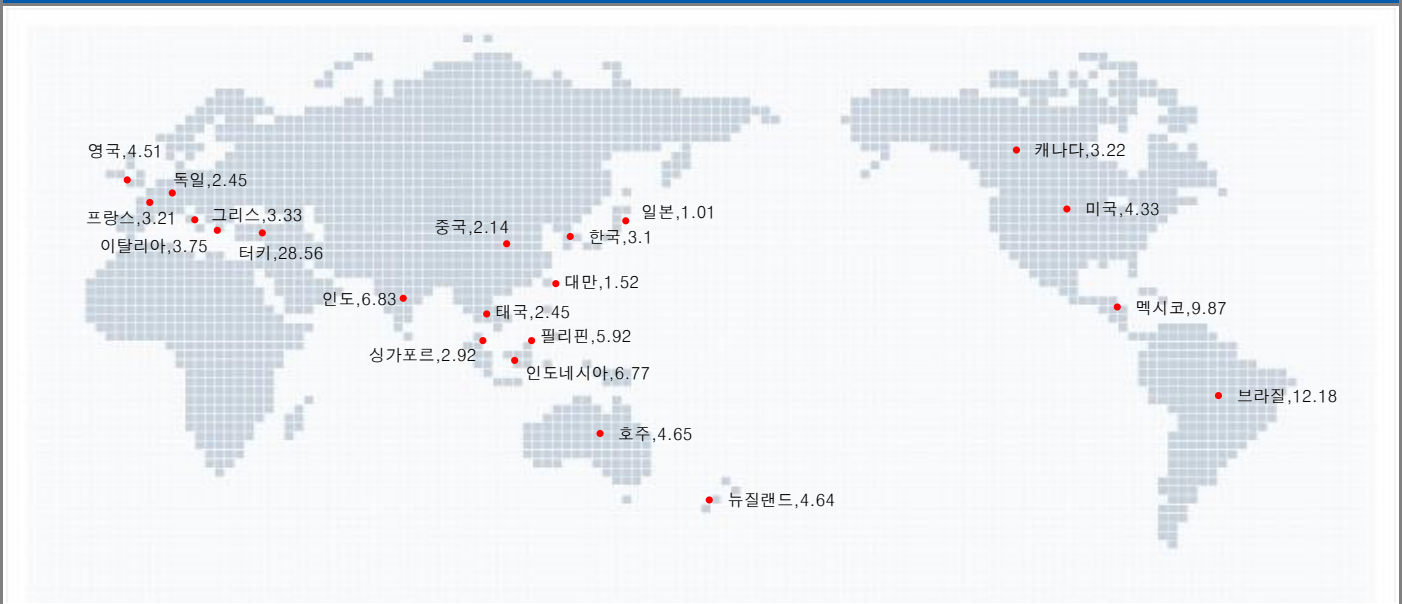 영국,4.51
캐나다,3.22
독일,2.45
미국,4.33
일본,1.01
프랑스,3.21
그리스,3.33
중국,2.14
한국,3.1
이탈리아,3.75
터키,28.56
대만,1.52
인도,6.83
멕시코,9.87
태국,2.45
필리핀,5.92
싱가포르,2.92
인도네시아,6.77
브라질,12.18
호주,4.65
뉴질랜드,4.64